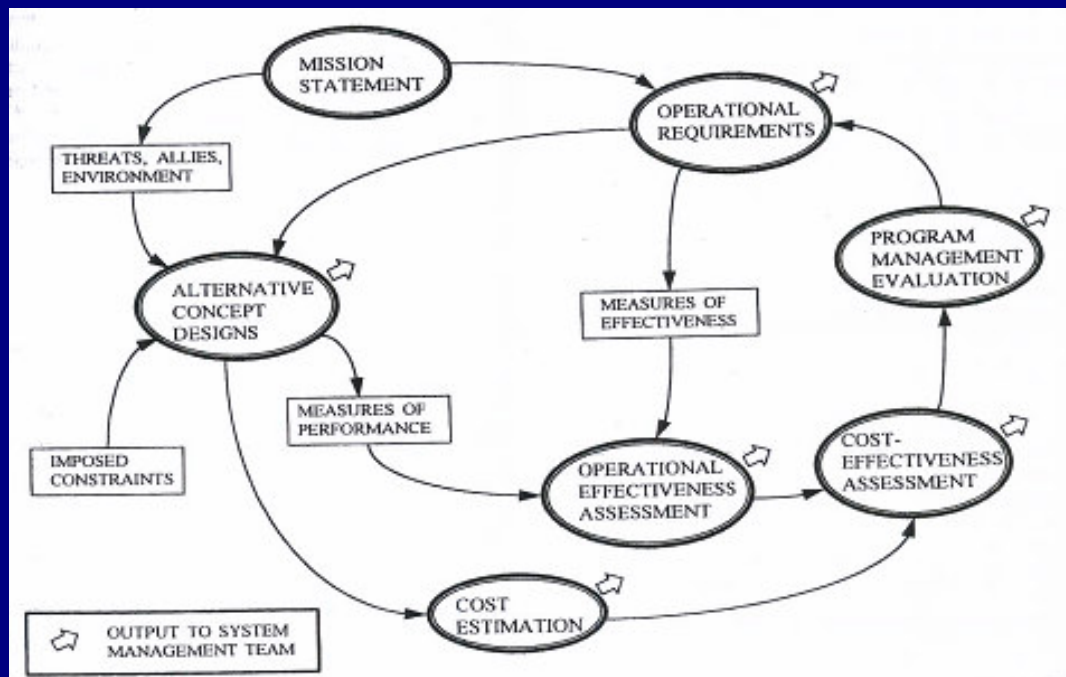 MISSION
STATEMENT
OPERATIONAL
REQUIREMENTS
THREATS, ALLIES,
ENVIRONMENT
PROGRAM
MANAGEMENT
EVALUATION
ALTERNATIVE
CONCEPT
DESIGNS
MEASURES OF
EFFECTIVENESS
MEASURES OF
PERFORMANCE
IMPOSED
CONSTRAINTS
OPERATIONAL
EFFECTIVENESS
ASSESSMENT
COST-
EFFECTIVENESS
ASSESSMENT
COST
ESTIMATION
OUTPUT TO SYSTEM
MANAGEMENT TEAM